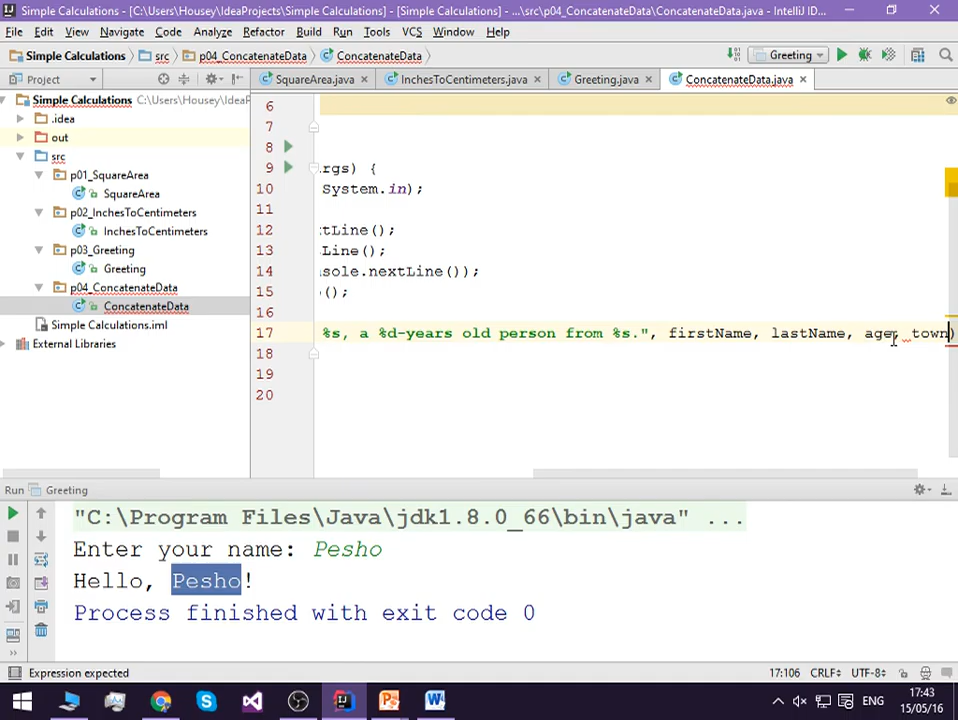 Simple Calculations - [C:\Users\Housey\IdeaProjects\Simple Calculations] - [Simple Calculations] - ...\src\p04_ConcatenateData\ConcatenateData.java - IntelliJ ID...
File Edit View Navigate Code Analyze Refactor Build Run Tools VCS Window Help
Simple Calculations src p04_ConcatenateData ConcatenateData Greeting
Project SquareArea.java InchesToCentimeters.java Greeting.java ConcatenateData.java
Simple Calculations C:\Users\Housey\IdeaP
.idea
out
src
p01_SquareArea
SquareArea
p02_InchesToCentimeters
InchesToCentimeters
p03_Greeting
Greeting
p04_ConcatenateData
ConcatenateData
Simple Calculations.iml
External Libraries
6
7
8
9 rgs) {
10 System.in);
11
12 tLine();
13 Line();
14 sole.nextLine());
15 ();
16
17 %s, a %d-years old person from %s.", firstName, lastName, age, town)
18
19
20
Run Greeting
"C:\Program Files\Java\jdk1.8.0_66\bin\java" ...
Enter your name: Pesho
Hello, Pesho!
Process finished with exit code 0
Expression expected 17:106 CRLF÷ UTF-8÷
ENG 17:43
15/05/16